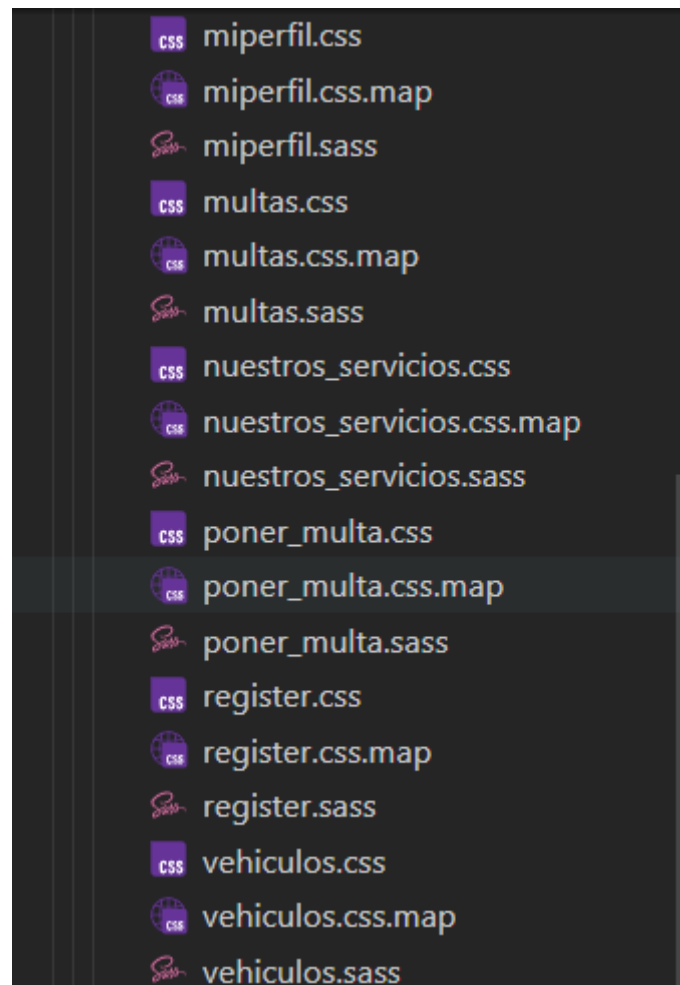 miperfil.css
miperfil.css.map
miperfil.sass
multas.css
multas.css.map
multas.sass
nuestros_servicios.css
nuestros_servicios.css.map
nuestros_servicios.sass
poner_multa.css
poner_multa.css.map
poner_multa.sass
register.css
register.css.map
register.sass
vehiculos.css
vehiculos.css.map
vehiculos.sass